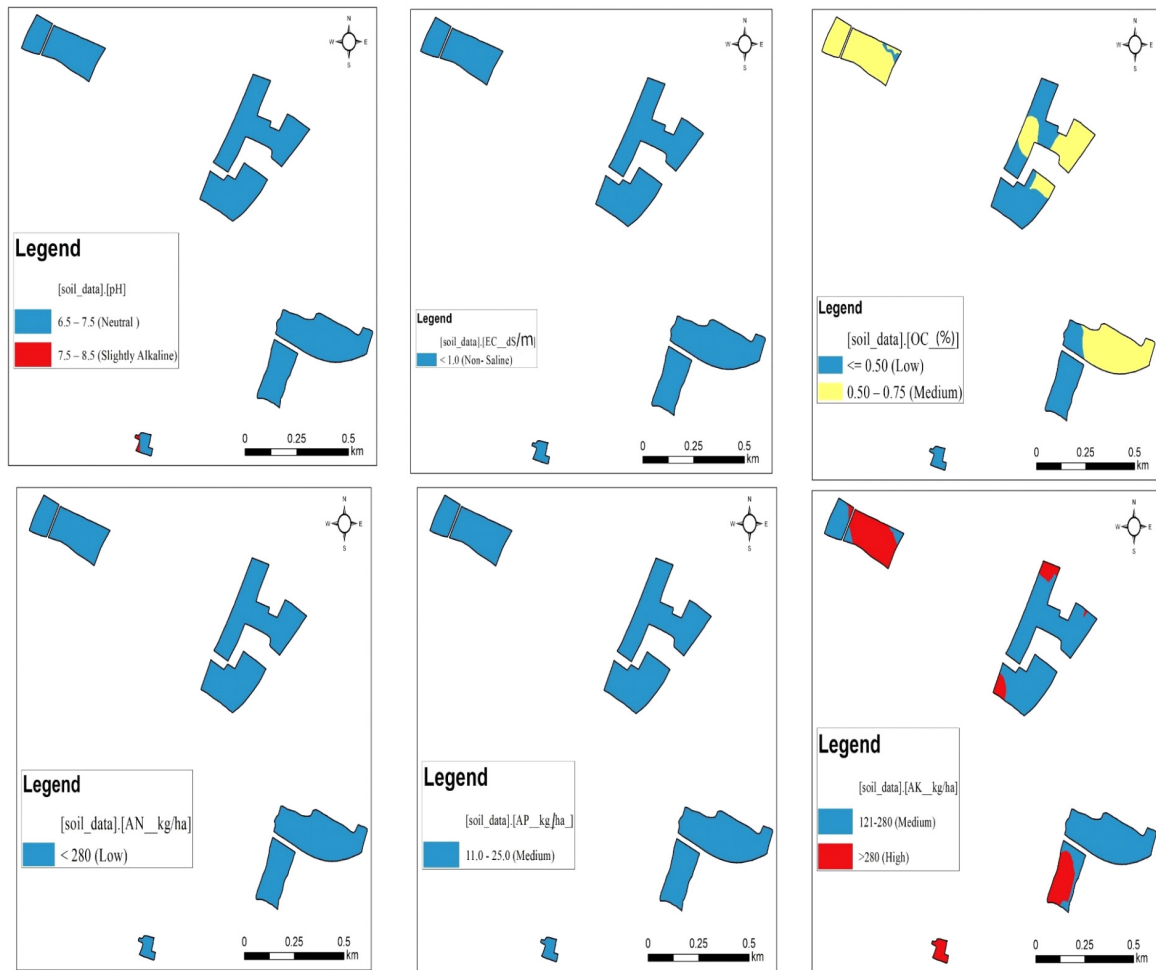 N
W E
S
Legend
[soil_data].[pH]
6.5 – 7.5 (Neutral )
7.5 – 8.5 (Slightly Alkaline)
0 0.25 0.5
km
N
W E
S
Legend
[soil_data].[EC__dS/m]
< 1.0 (Non- Saline)
0 0.25 0.5
km
N
W E
S
Legend
[soil_data].[OC_(%)]
<= 0.50 (Low)
0.50 – 0.75 (Medium)
0 0.25 0.5
km
N
W E
S
Legend
[soil_data].[AN__kg/ha]
< 280 (Low)
0 0.25 0.5
km
N
W E
S
Legend
[soil_data].[AP__kg/ha_]
11.0 - 25.0 (Medium)
0 0.25 0.5
km
N
W E
S
Legend
[soil_data].[AK__kg/ha]
121-280 (Medium)
>280 (High)
0 0.25 0.5
km